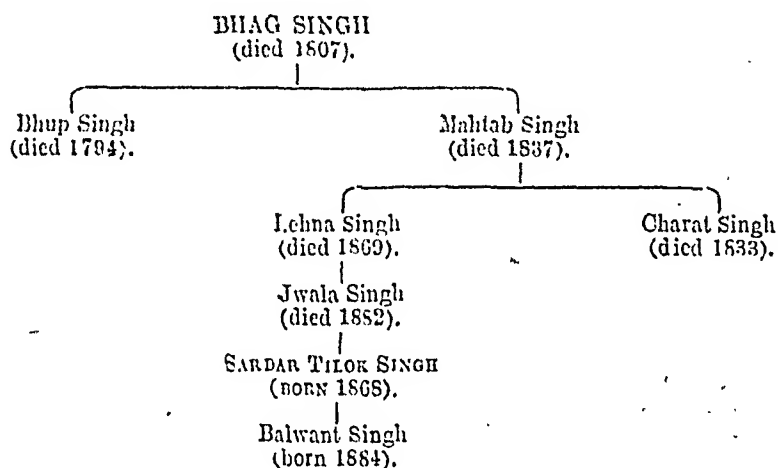 BHAG SINGH
(died 1807).
Bhup Singh
(died 1794).
Mahtab Singh
(died 1837).
Lehna Singh
(died 1869).
Charat Singh
(died 1833).
Jwala Singh
(died 1882).
SARDAR TILOK SINGH
(BORN 1868).
Balwant Singh
(born 1884).